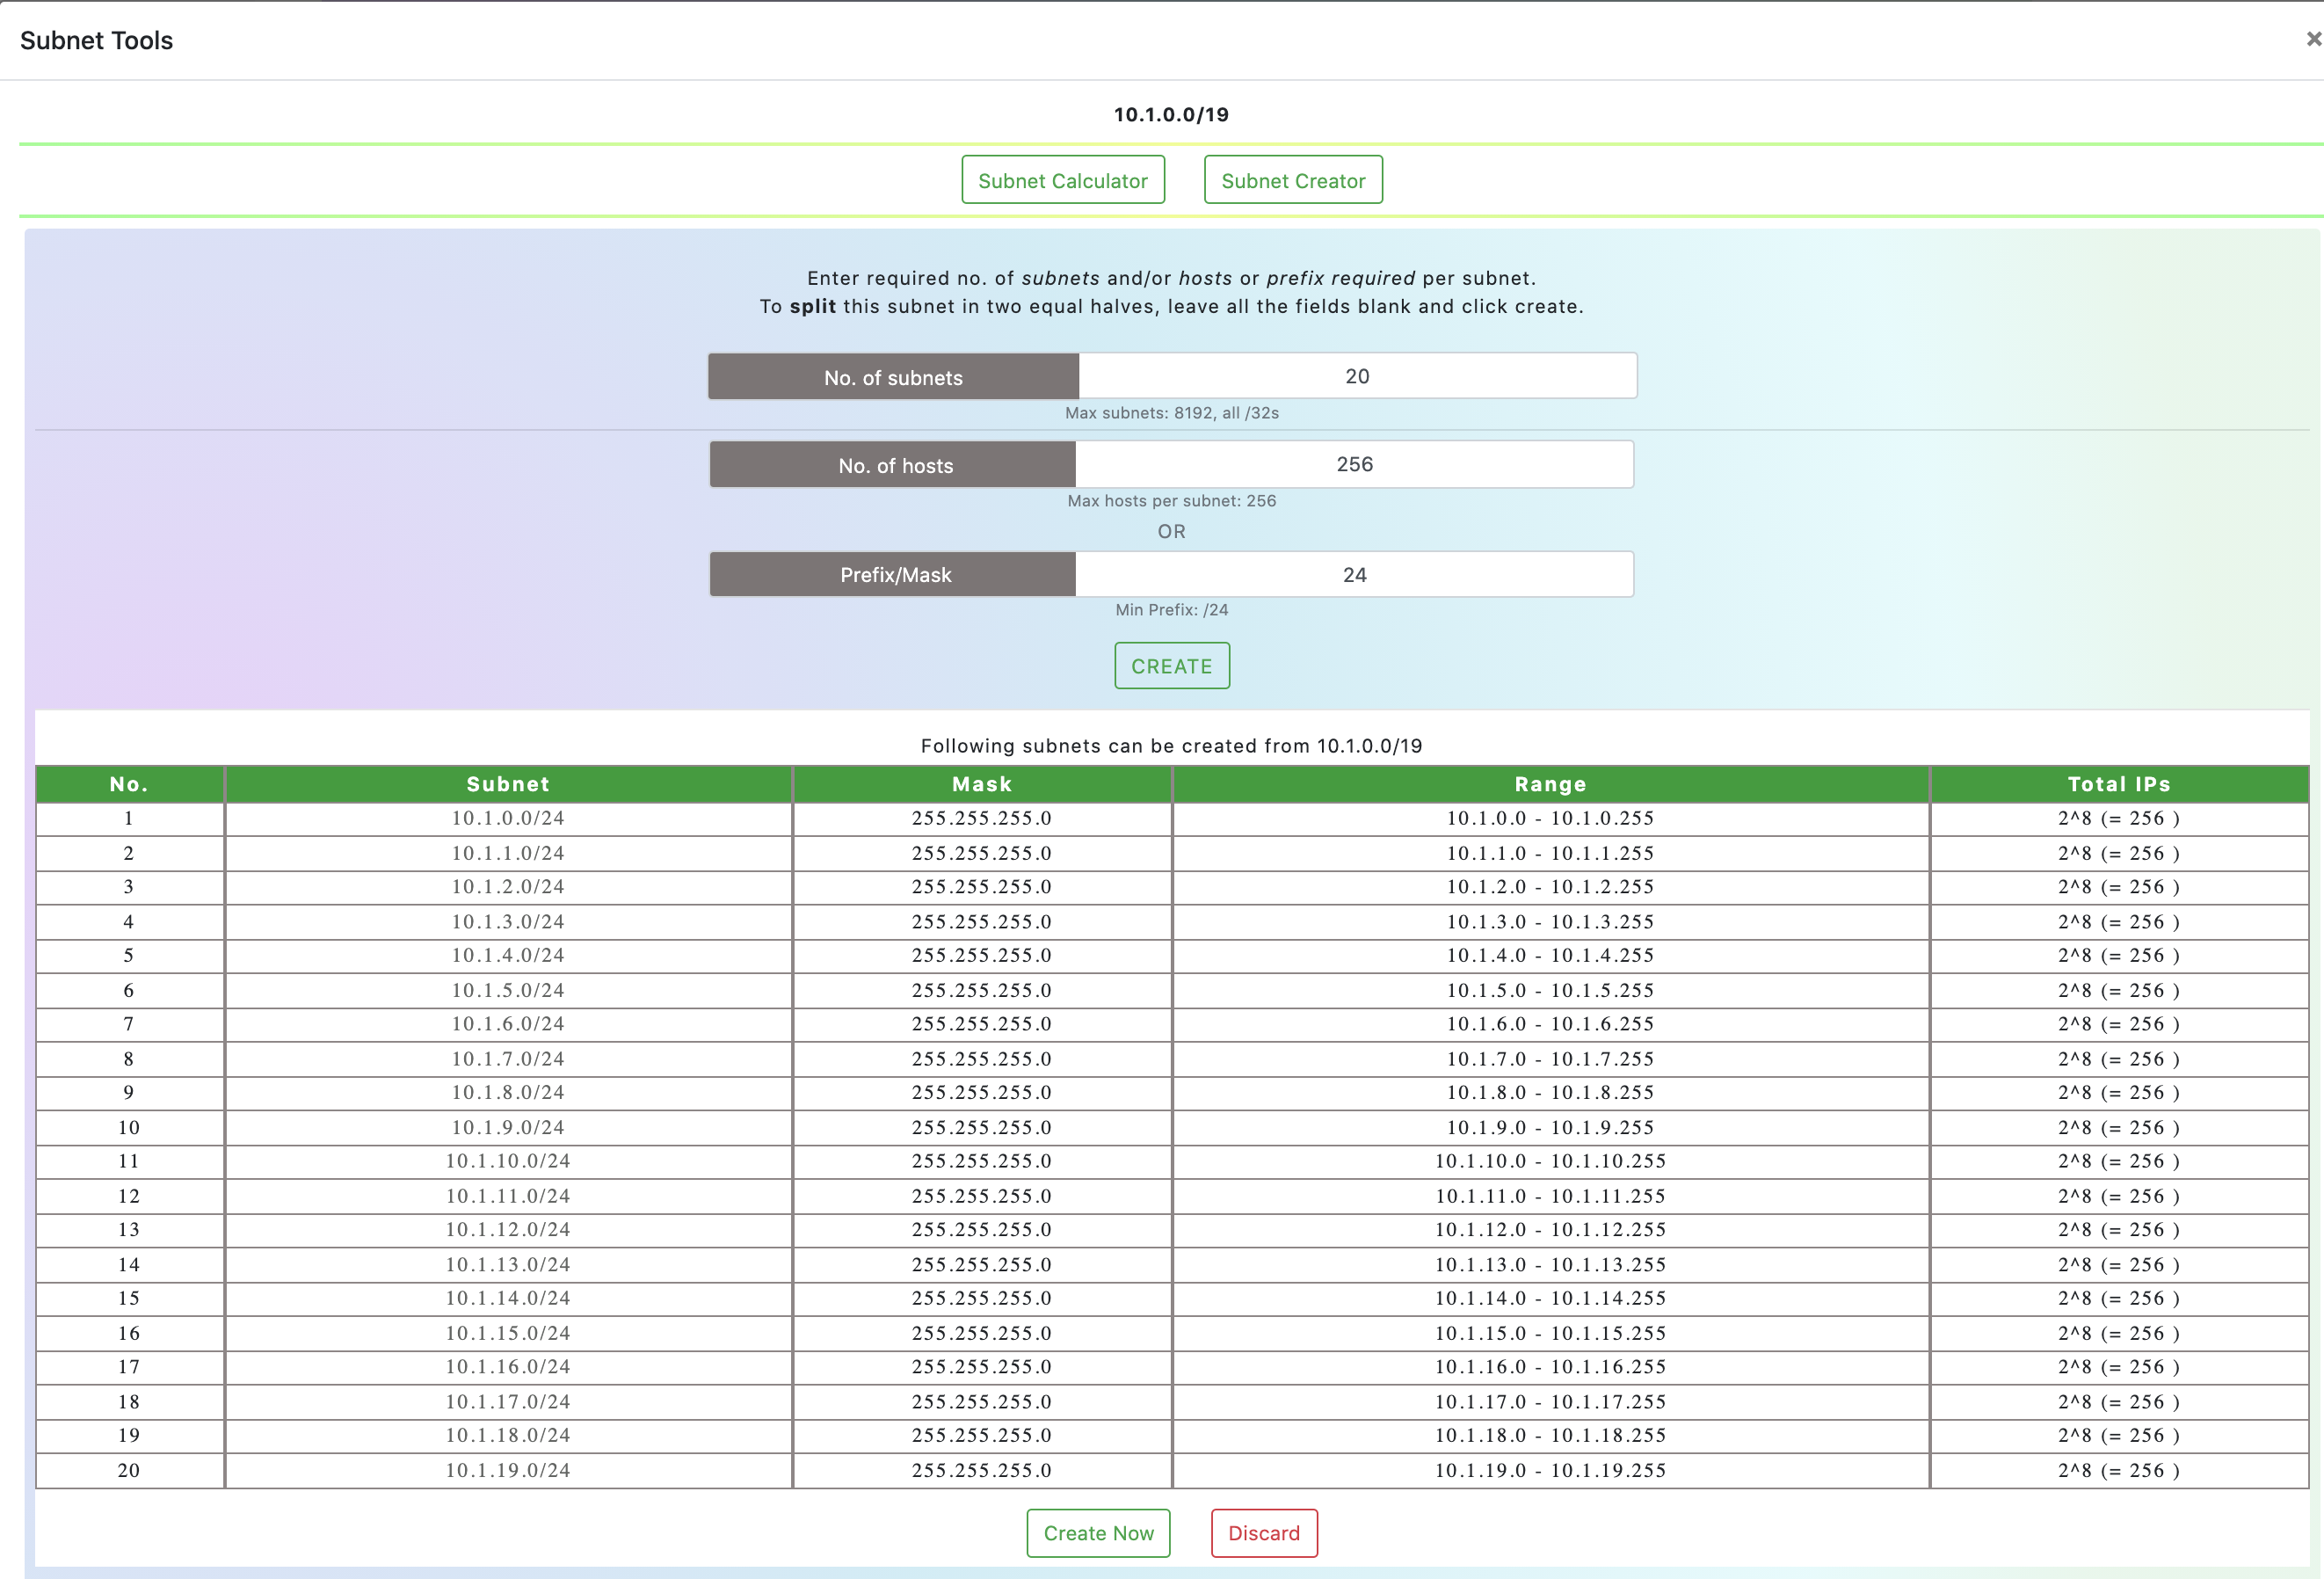 Subnet Tools ×
10.1.0.0/19
Subnet Calculator Subnet Creator
Enter required no. of subnets and/or hosts or prefix required per subnet.
To split this subnet in two equal halves, leave all the fields blank and click create.
No. of subnets 20
Max subnets: 8192, all /32s
No. of hosts 256
Max hosts per subnet: 256
OR
Prefix/Mask 24
Min Prefix: /24
CREATE
Following subnets can be created from 10.1.0.0/19
No. Subnet Mask Range Total IPs
1 10.1.0.0/24 255.255.255.0 10.1.0.0 - 10.1.0.255 2^8 (= 256 )
2 10.1.1.0/24 255.255.255.0 10.1.1.0 - 10.1.1.255 2^8 (= 256 )
3 10.1.2.0/24 255.255.255.0 10.1.2.0 - 10.1.2.255 2^8 (= 256 )
4 10.1.3.0/24 255.255.255.0 10.1.3.0 - 10.1.3.255 2^8 (= 256 )
5 10.1.4.0/24 255.255.255.0 10.1.4.0 - 10.1.4.255 2^8 (= 256 )
6 10.1.5.0/24 255.255.255.0 10.1.5.0 - 10.1.5.255 2^8 (= 256 )
7 10.1.6.0/24 255.255.255.0 10.1.6.0 - 10.1.6.255 2^8 (= 256 )
8 10.1.7.0/24 255.255.255.0 10.1.7.0 - 10.1.7.255 2^8 (= 256 )
9 10.1.8.0/24 255.255.255.0 10.1.8.0 - 10.1.8.255 2^8 (= 256 )
10 10.1.9.0/24 255.255.255.0 10.1.9.0 - 10.1.9.255 2^8 (= 256 )
11 10.1.10.0/24 255.255.255.0 10.1.10.0 - 10.1.10.255 2^8 (= 256 )
12 10.1.11.0/24 255.255.255.0 10.1.11.0 - 10.1.11.255 2^8 (= 256 )
13 10.1.12.0/24 255.255.255.0 10.1.12.0 - 10.1.12.255 2^8 (= 256 )
14 10.1.13.0/24 255.255.255.0 10.1.13.0 - 10.1.13.255 2^8 (= 256 )
15 10.1.14.0/24 255.255.255.0 10.1.14.0 - 10.1.14.255 2^8 (= 256 )
16 10.1.15.0/24 255.255.255.0 10.1.15.0 - 10.1.15.255 2^8 (= 256 )
17 10.1.16.0/24 255.255.255.0 10.1.16.0 - 10.1.16.255 2^8 (= 256 )
18 10.1.17.0/24 255.255.255.0 10.1.17.0 - 10.1.17.255 2^8 (= 256 )
19 10.1.18.0/24 255.255.255.0 10.1.18.0 - 10.1.18.255 2^8 (= 256 )
20 10.1.19.0/24 255.255.255.0 10.1.19.0 - 10.1.19.255 2^8 (= 256 )
Create Now Discard